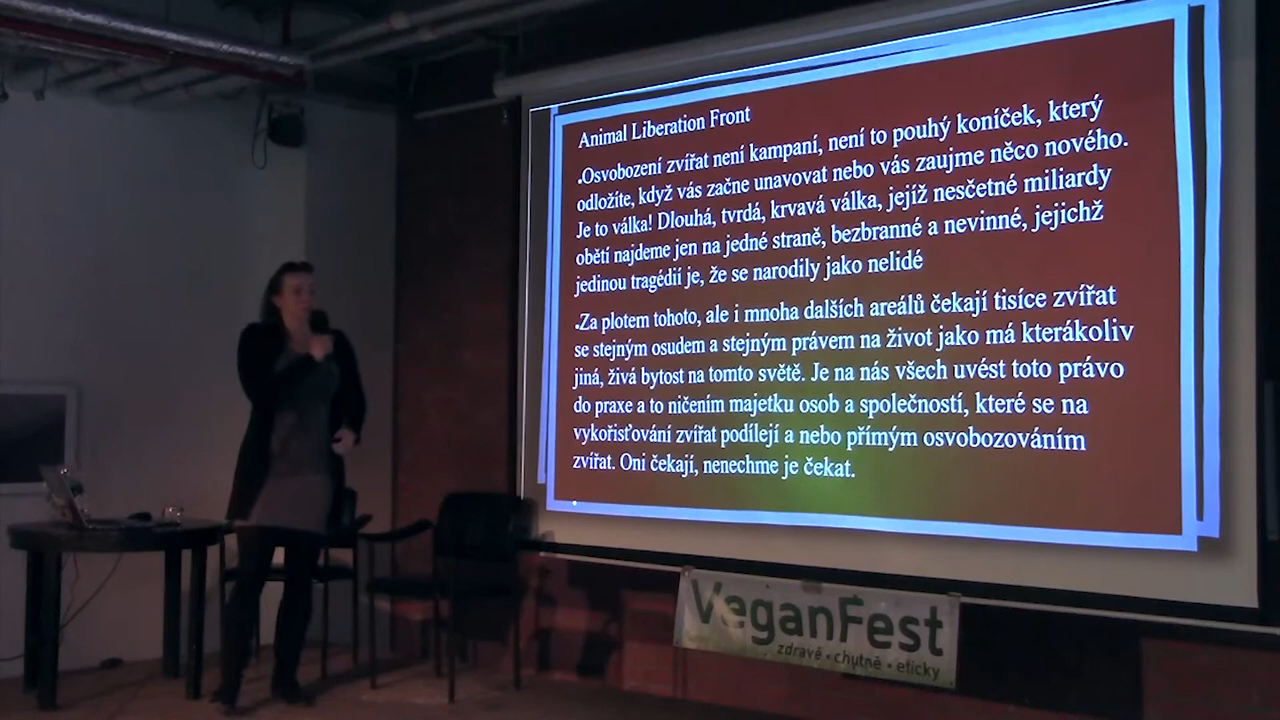 Animal Liberation Front
•Osvobození zvířat není kampaní, není to pouhý koníček, který
odložíte, když vás začne unavovat nebo vás zaujme něco nového.
Je to válka! Dlouhá, tvrdá, krvavá válka, jejíž nesčetné miliardy
obětí najdeme jen na jedné straně, bezbranné a nevinné, jejichž
jedinou tragédií je, že se narodily jako nelidé
•Za plotem tohoto, ale i mnoha dalších areálů čekají tisíce zvířat
se stejným osudem a stejným právem na život jako má kterákoliv
jiná, živá bytost na tomto světě. Je na nás všech uvést toto právo
do praxe a to ničením majetku osob a společností, které se na
vykořisťování zvířat podílejí a nebo přímým osvobozováním
zvířat. Oni čekají, nenechme je čekat.
VeganFest
zdravě • chutně • eticky